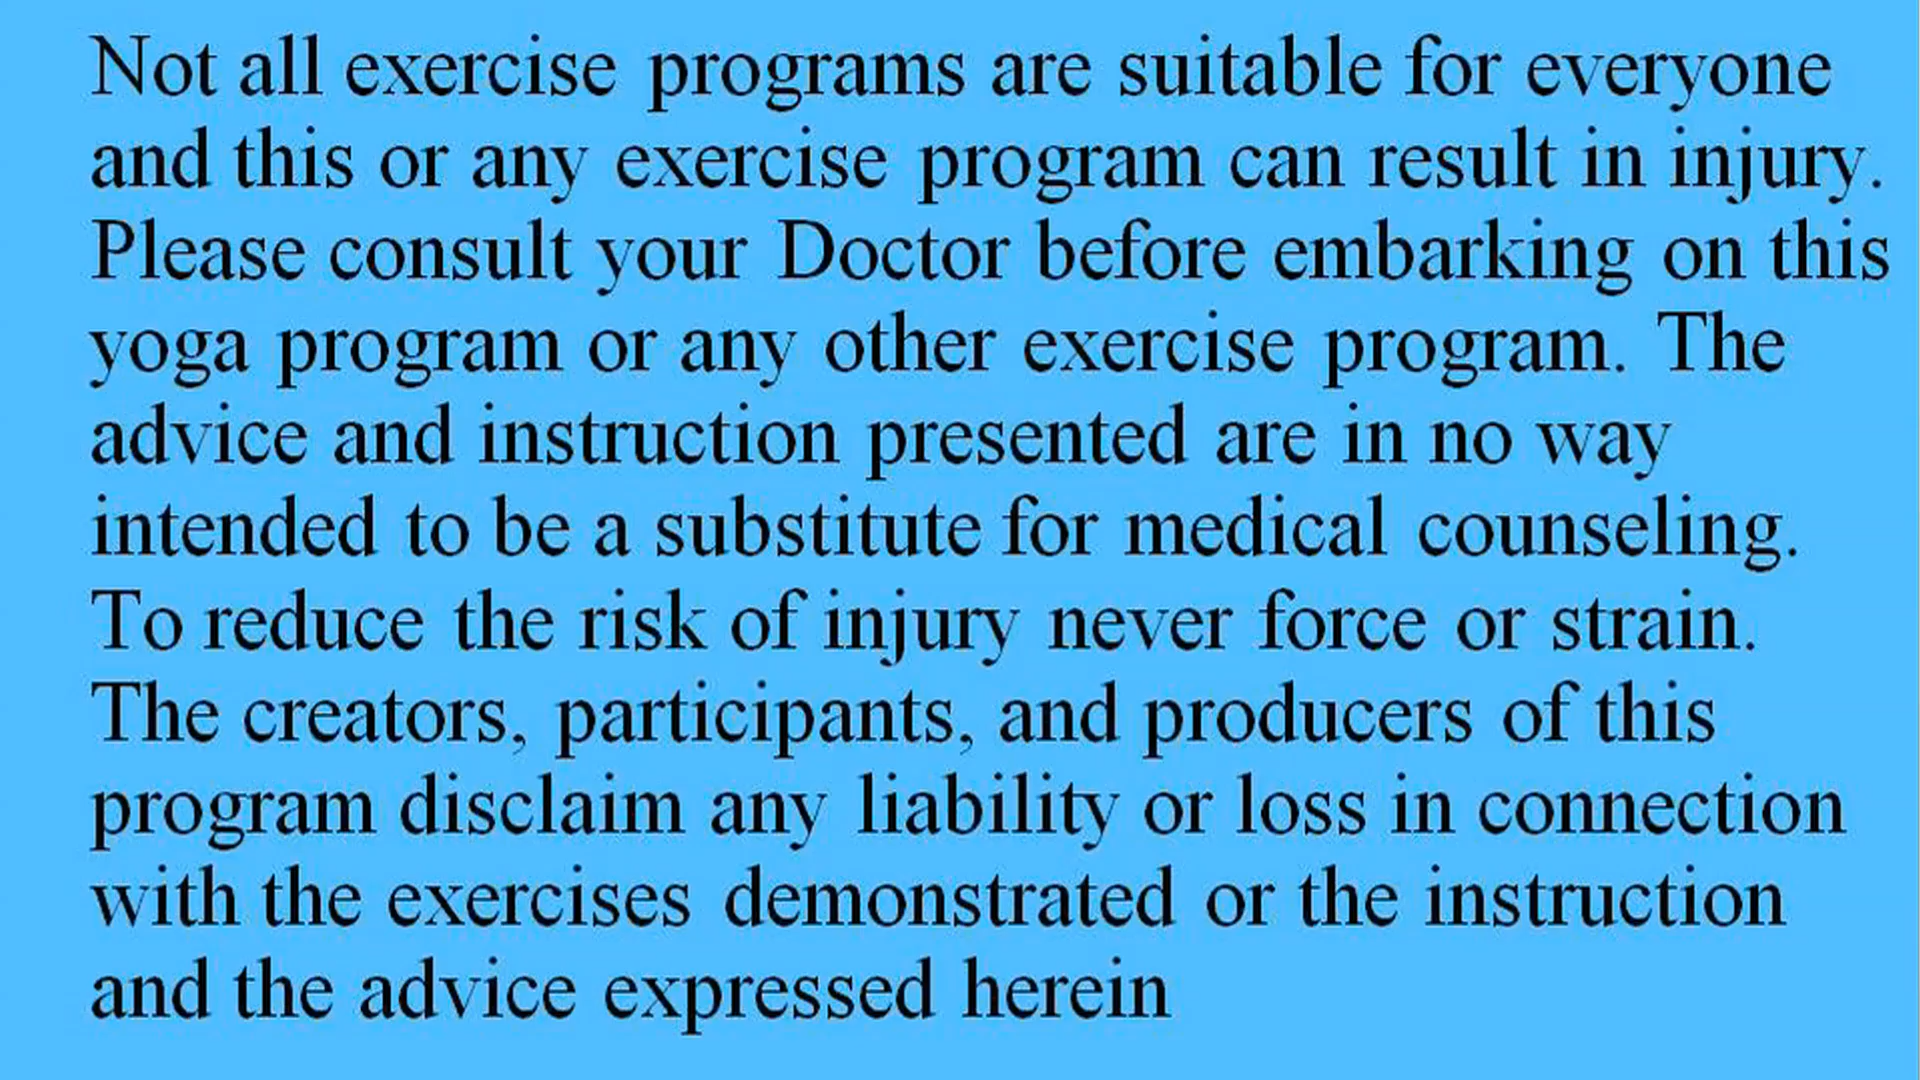 Not all exercise programs are suitable for everyone
and this or any exercise program can result in injury.
Please consult your Doctor before embarking on this
yoga program or any other exercise program. The
advice and instruction presented are in no way
intended to be a substitute for medical counseling.
To reduce the risk of injury never force or strain.
The creators, participants, and producers of this
program disclaim any liability or loss in connection
with the exercises demonstrated or the instruction
and the advice expressed herein